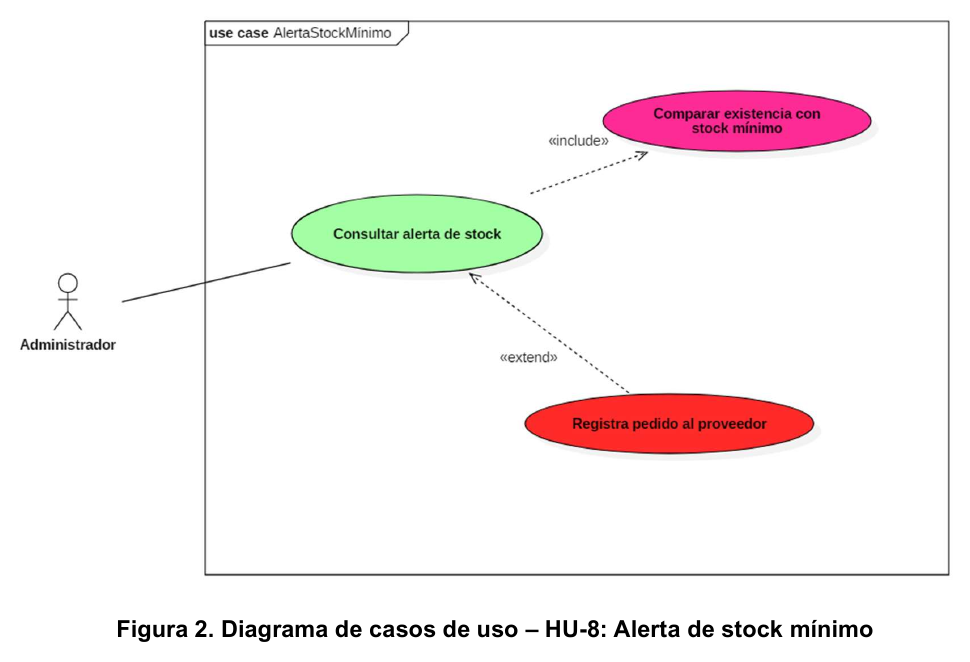 use case AlertaStockMínimo
Comparar existencia con
stock mínimo
«include»
Consultar alerta de stock
Administrador
«extend»
Registra pedido al proveedor
Figura 2. Diagrama de casos de uso – HU-8: Alerta de stock mínimo